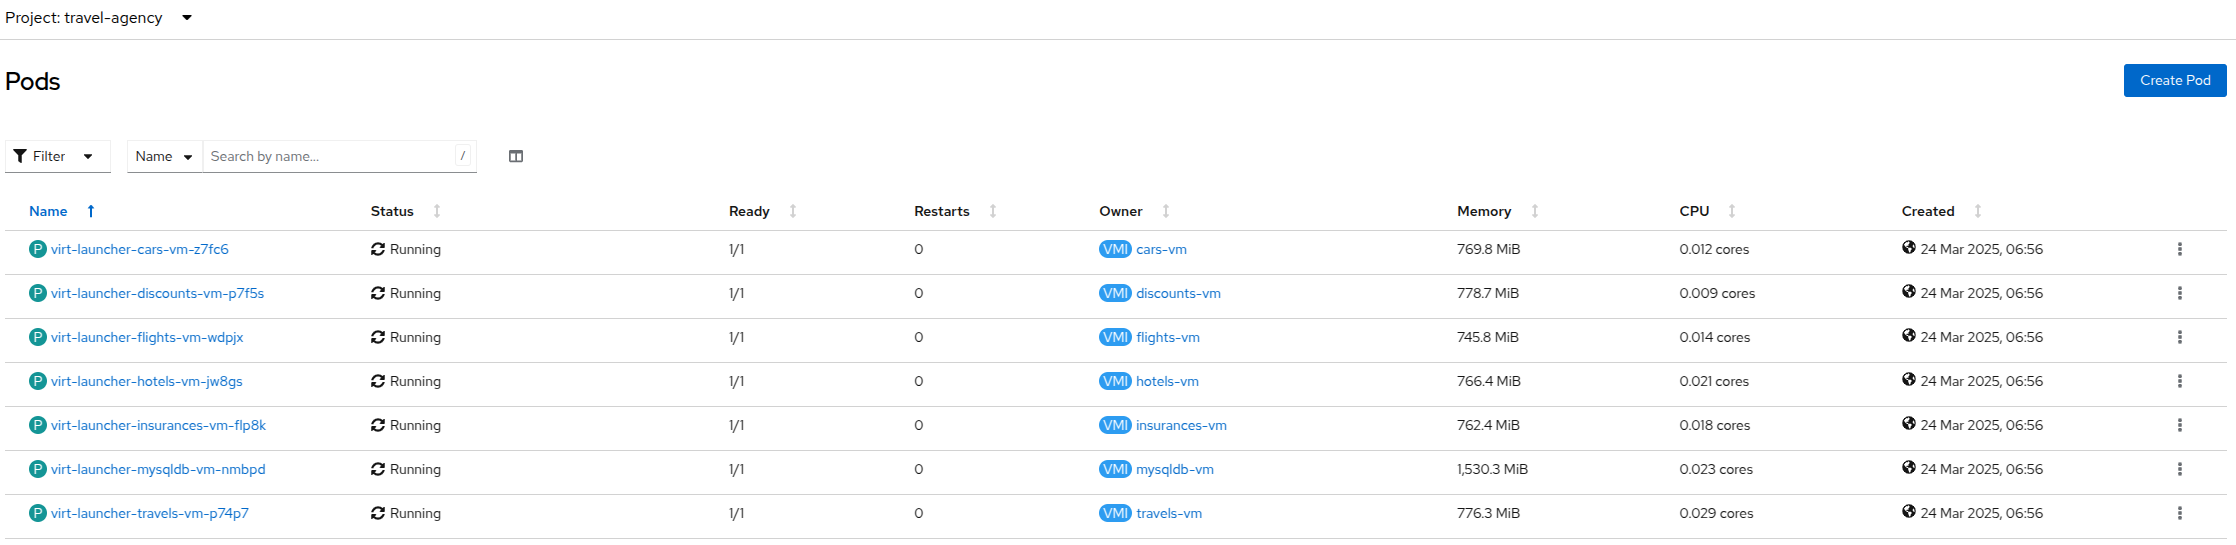 Project: travel-agency
Pods
Create Pod
Filter Name Search by name... /
Name Status Ready Restarts Owner Memory CPU Created
P virt-launcher-cars-vm-z7fc6 Running 1/1 0 VMI cars-vm 769.8 MiB 0.012 cores 24 Mar 2025, 06:56
P virt-launcher-discounts-vm-p7f5s Running 1/1 0 VMI discounts-vm 778.7 MiB 0.009 cores 24 Mar 2025, 06:56
P virt-launcher-flights-vm-wdpjx Running 1/1 0 VMI flights-vm 745.8 MiB 0.014 cores 24 Mar 2025, 06:56
P virt-launcher-hotels-vm-jw8gs Running 1/1 0 VMI hotels-vm 766.4 MiB 0.021 cores 24 Mar 2025, 06:56
P virt-launcher-insurances-vm-flp8k Running 1/1 0 VMI insurances-vm 762.4 MiB 0.018 cores 24 Mar 2025, 06:56
P virt-launcher-mysqldb-vm-nmbpd Running 1/1 0 VMI mysqldb-vm 1,530.3 MiB 0.023 cores 24 Mar 2025, 06:56
P virt-launcher-travels-vm-p74p7 Running 1/1 0 VMI travels-vm 776.3 MiB 0.029 cores 24 Mar 2025, 06:56